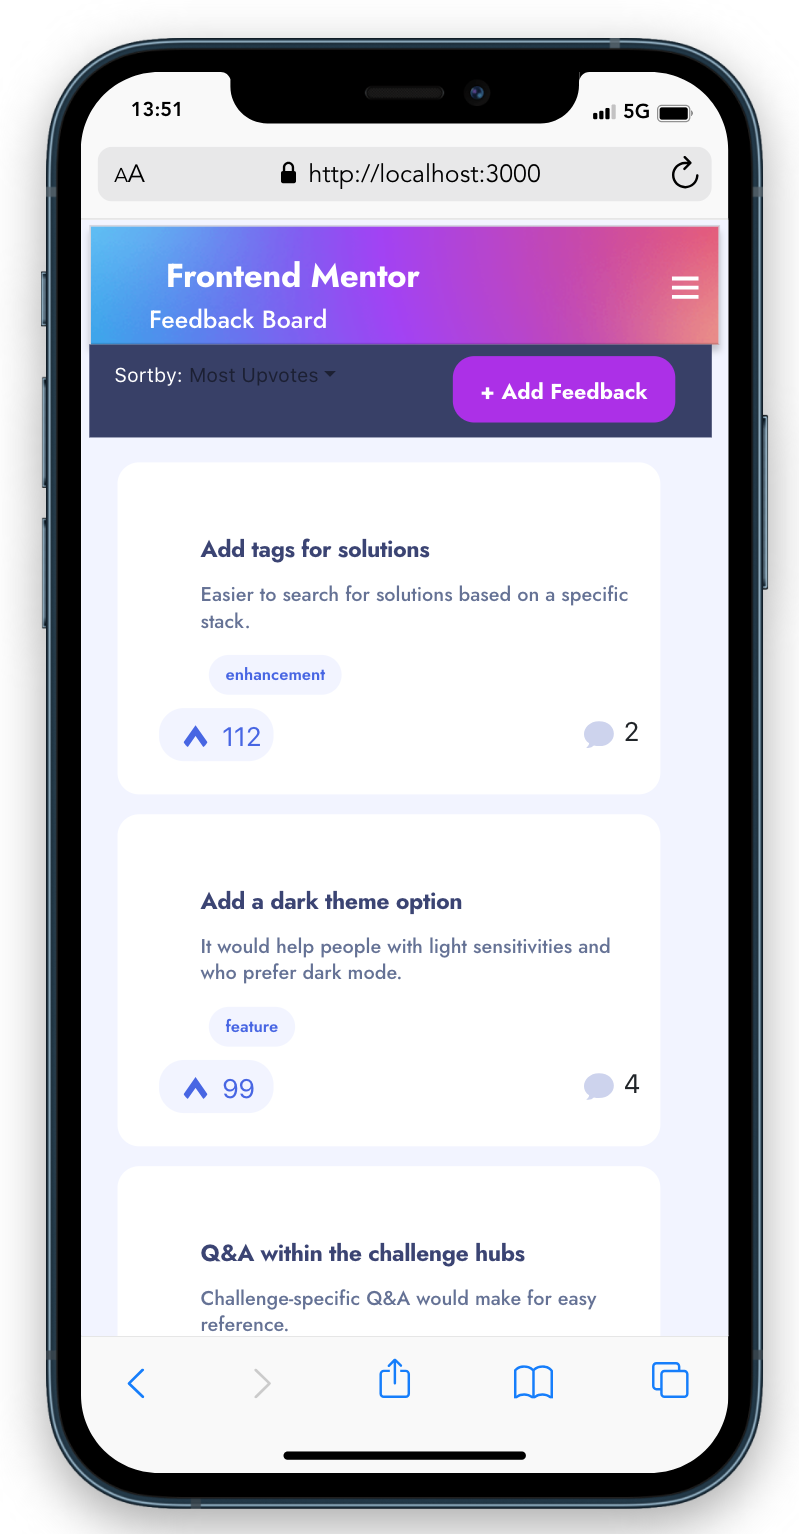 13:51
5G
AA
http://localhost:3000
Frontend Mentor
Feedback Board
Sortby: Most Upvotes
+ Add Feedback
Add tags for solutions
Easier to search for solutions based on a specific
stack.
enhancement
112
2
Add a dark theme option
It would help people with light sensitivities and
who prefer dark mode.
feature
99
4
Q&A within the challenge hubs
Challenge-specific Q&A would make for easy
reference.